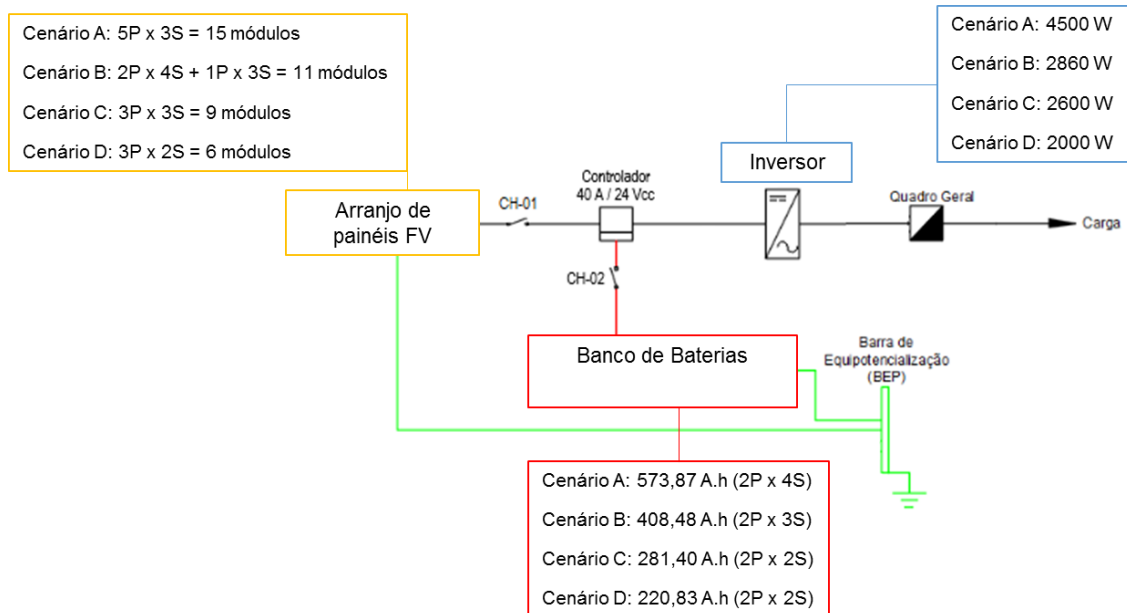 Cenário A: 5P x 3S = 15 módulos
Cenário B: 2P x 4S + 1P x 3S = 11 módulos
Cenário C: 3P x 3S = 9 módulos
Cenário D: 3P x 2S = 6 módulos
Cenário A: 4500 W
Cenário B: 2860 W
Cenário C: 2600 W
Cenário D: 2000 W
Inversor
Arranjo de
painéis FV
CH-01
Controlador
40 A / 24 Vcc
Quadro Geral
Carga
CH-02
Banco de Baterias
Barra de
Equipotencialização
(BEP)
Cenário A: 573,87 A.h (2P x 4S)
Cenário B: 408,48 A.h (2P x 3S)
Cenário C: 281,40 A.h (2P x 2S)
Cenário D: 220,83 A.h (2P x 2S)